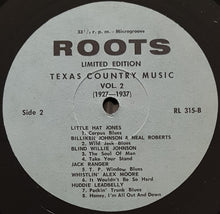 33⅓ r. p. m. - Microgroove
ROOTS
LIMITED EDITION
TEXAS COUNTRY MUSIC
VOL. 2
(1927-1937)
Side 2
RL 315-B
LITTLE HAT JONES
1. Corpus Blues
BILLIKEN JOHNSON & NEAL ROBERTS
2. Wild Jack Blues
BLIND WILLIE JOHNSON
3. The Soul Of Man
4. Take Your Stand
JACK RANGER
5. T. P. Window Blues
WHISTLIN' ALEX MOORE
6. It Wouldn't Be So Hard
HUDDIE LEADBELLY
7. Packin' Trunk Blues
8. Honey, I'm All Out And Down